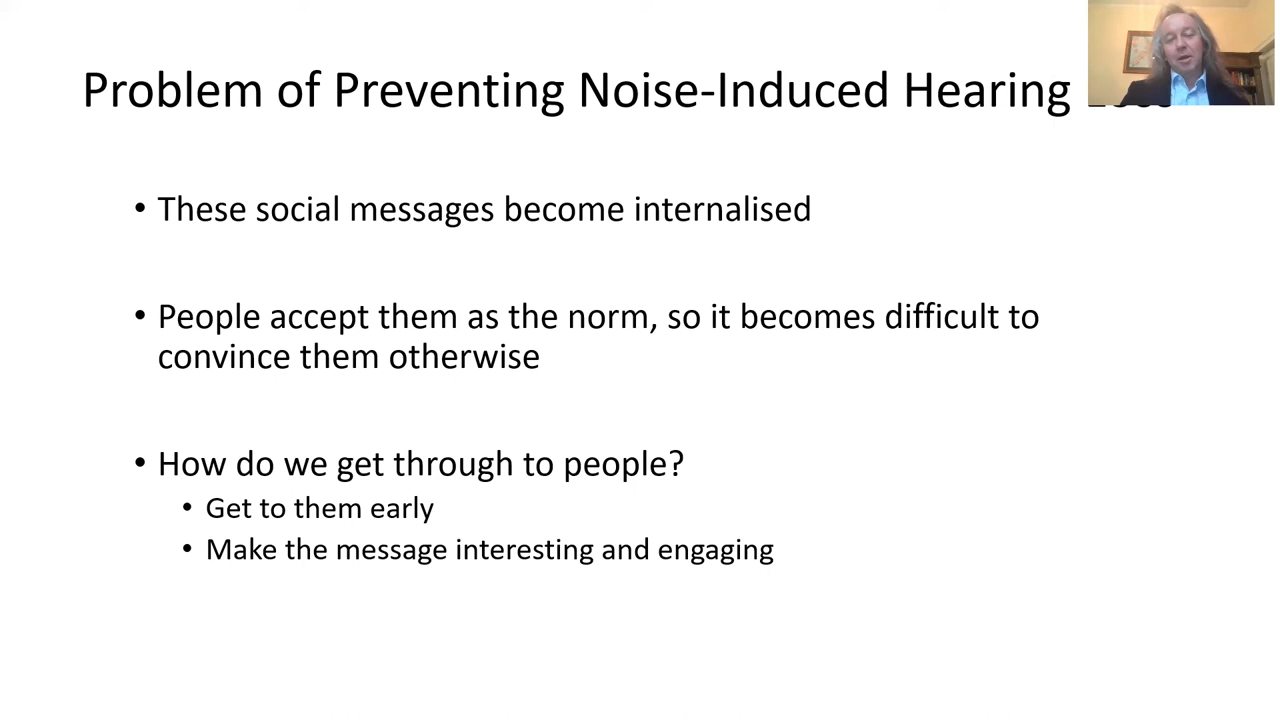 Problem of Preventing Noise-Induced Hearing
• These social messages become internalised
• People accept them as the norm, so it becomes difficult to
convince them otherwise
• How do we get through to people?
• Get to them early
• Make the message interesting and engaging